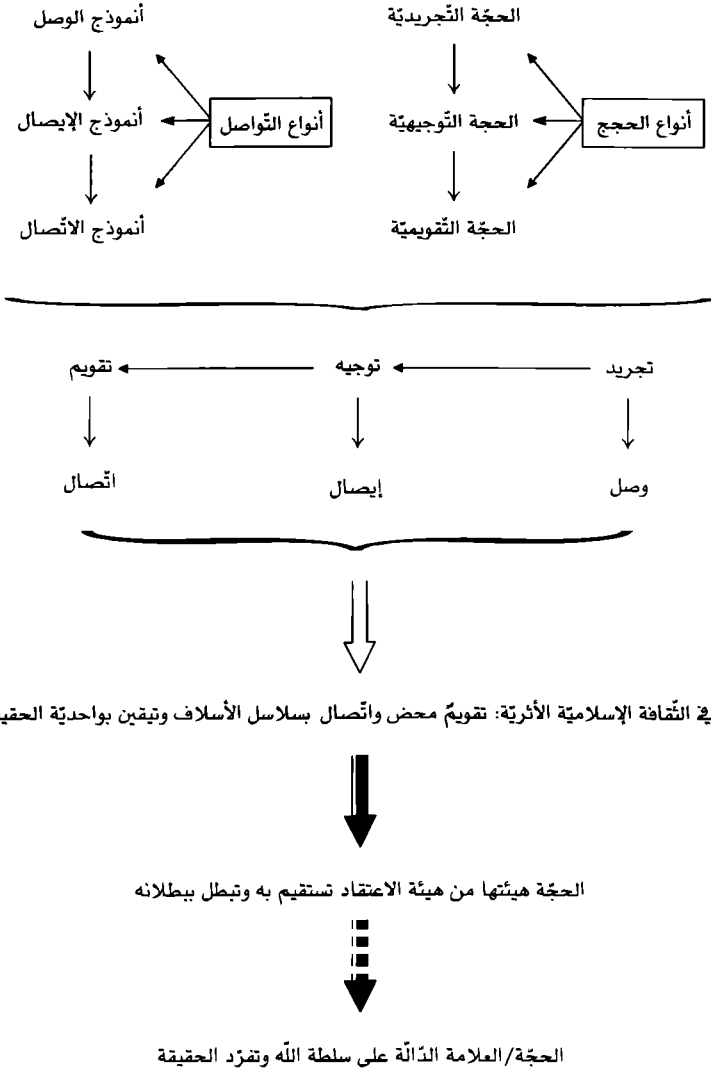 الحجّة التّجريديّة
أنموذج الوصل
أنواع الحجج
الحجة التّوجيهيّة
أنواع التّواصل
أنموذج الإيصال
الحجّة التّقويميّة
أنموذج الاتّصال
تجريد
توجيه
تقويم
وصل
إيصال
اتّصال
في الثّقافة الإسلاميّة الأثريّة: تقويمٌ محض واتّصال بسلاسل الأسلاف وتيقين بواحديّة
الحجّة هيئتها من هيئة الاعتقاد تستقيم به وتبطل ببطلانه
الحجّة/العلامة الدّالّة على سلطة اللّه وتفرّد الحقيقة